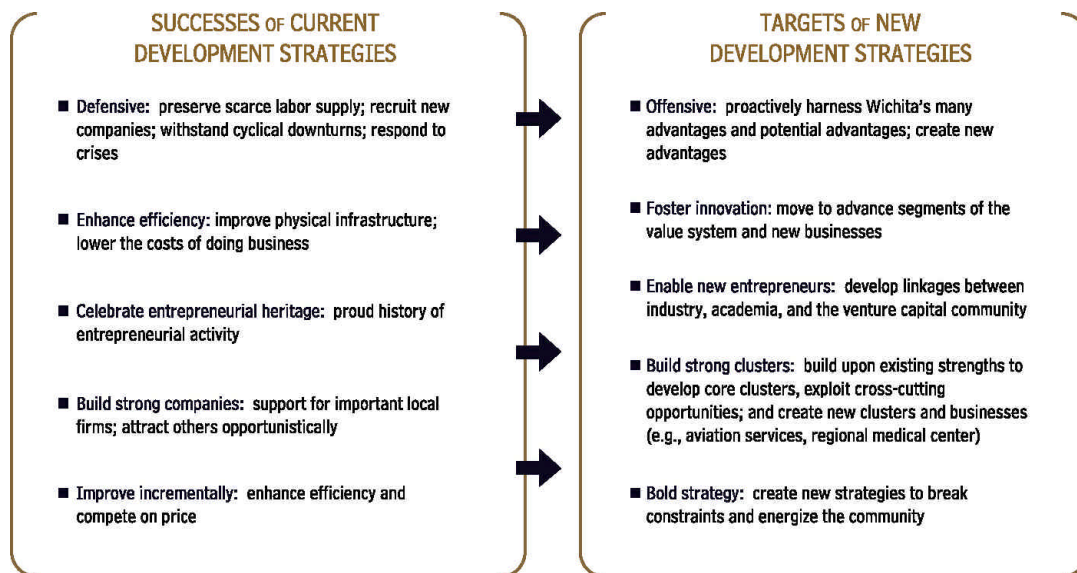 SUCCESSES OF CURRENT
DEVELOPMENT STRATEGIES
■ Defensive: preserve scarce labor supply; recruit new
companies; withstand cyclical downturns; respond to
crises
■ Enhance efficiency: improve physical infrastructure;
lower the costs of doing business
■ Celebrate entrepreneurial heritage: proud history of
entrepreneurial activity
■ Build strong companies: support for important local
firms; attract others opportunistically
■ Improve incrementally: enhance efficiency and
compete on price
TARGETS OF NEW
DEVELOPMENT STRATEGIES
■ Offensive: proactively harness Wichita's many
advantages and potential advantages; create new
advantages
■ Foster innovation: move to advance segments of the
value system and new businesses
■ Enable new entrepreneurs: develop linkages between
industry, academia, and the venture capital community
■ Build strong clusters: build upon existing strengths to
develop core clusters, exploit cross-cutting
opportunities; and create new clusters and businesses
(e.g., aviation services, regional medical center)
■ Bold strategy: create new strategies to break
constraints and energize the community